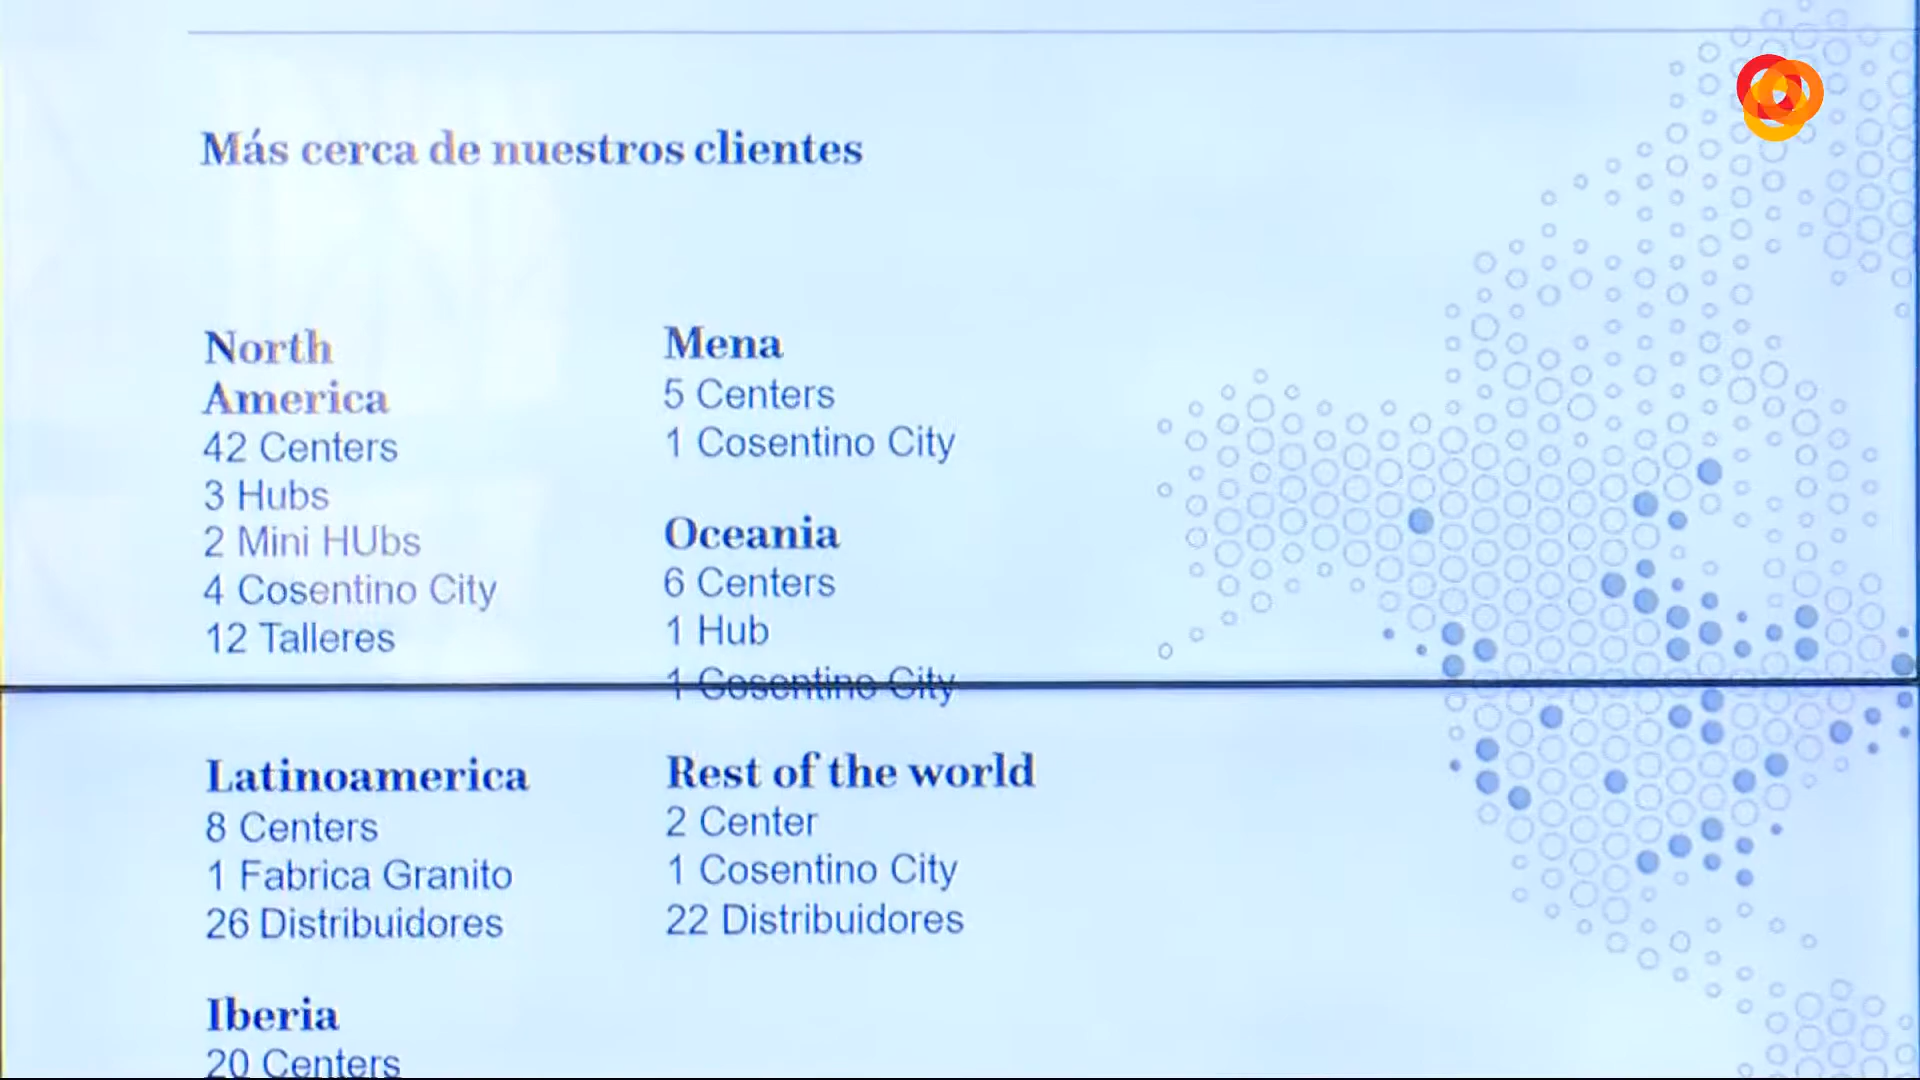 Más cerca de nuestros clientes
North
America
42 Centers
3 Hubs
2 Mini HUbs
4 Cosentino City
12 Talleres
Latinoamerica
8 Centers
1 Fabrica Granito
26 Distribuidores
Iberia
20 Centers
Mena
5 Centers
1 Cosentino City
Oceania
6 Centers
1 Hub
1 Cosentino City
Rest of the world
2 Center
1 Cosentino City
22 Distribuidores